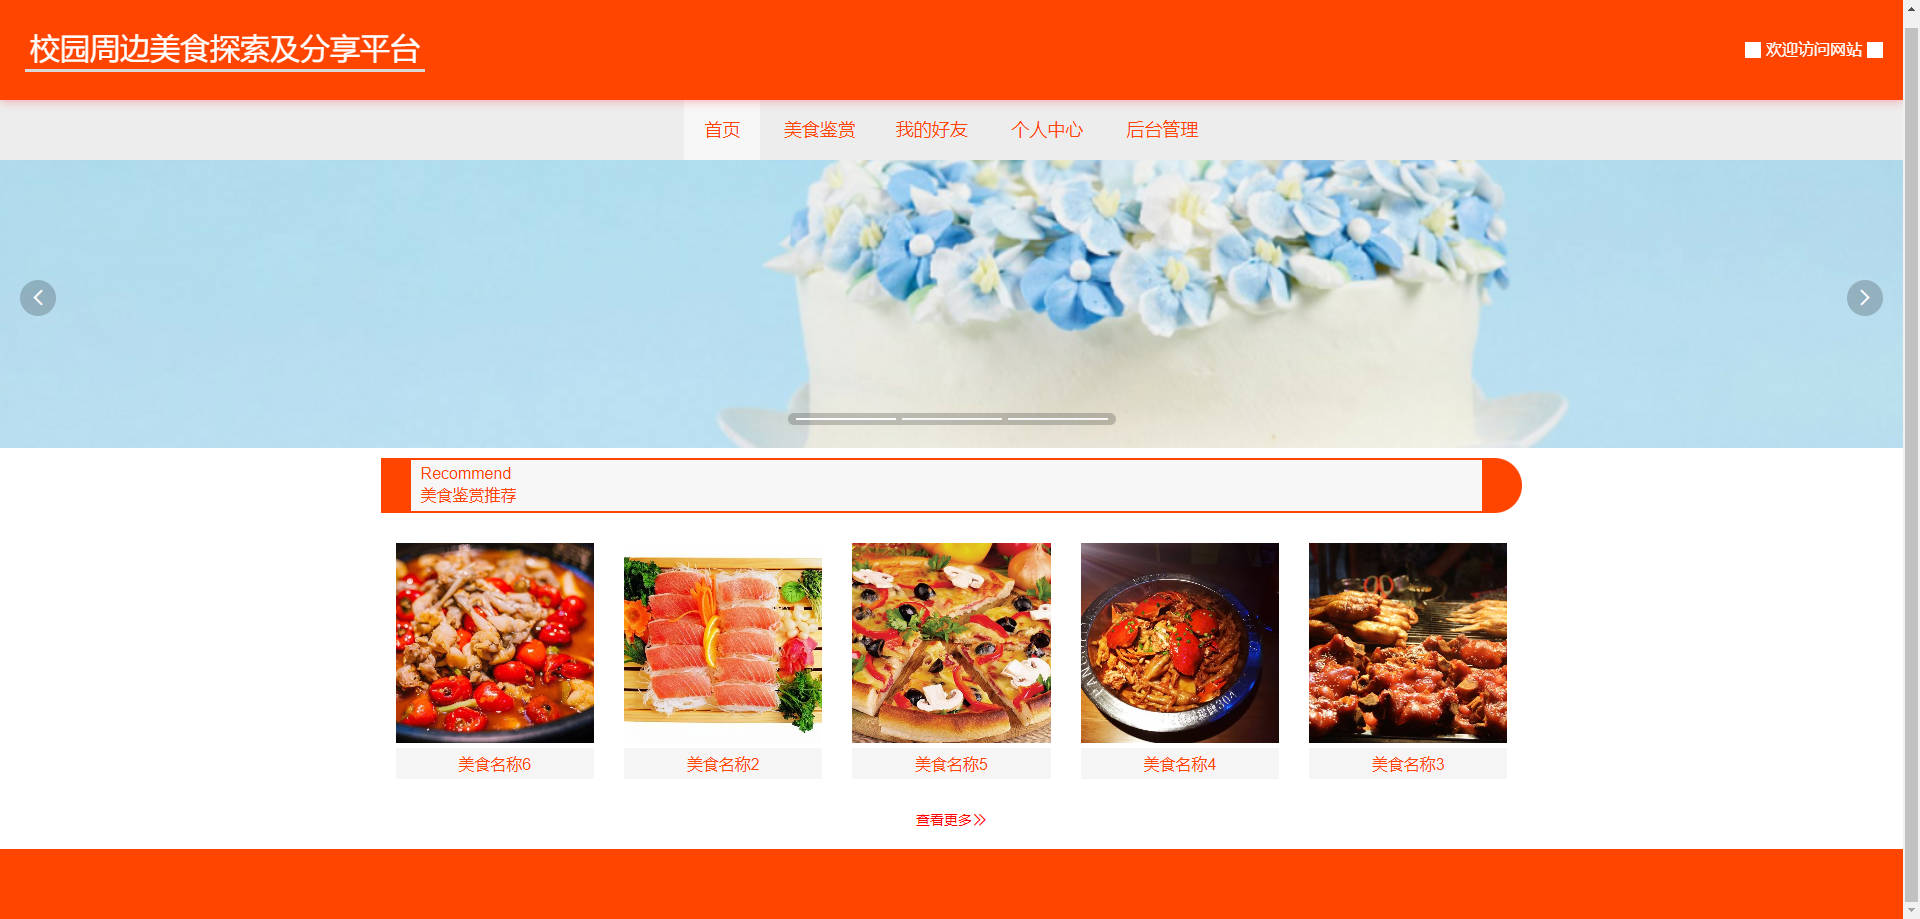 校园周边美食探索及分享平台
欢迎访问网站
首页 美食鉴赏 我的好友 个人中心 后台管理
Recommend
美食鉴赏推荐
美食名称6 美食名称2 美食名称5 美食名称4 美食名称3
查看更多